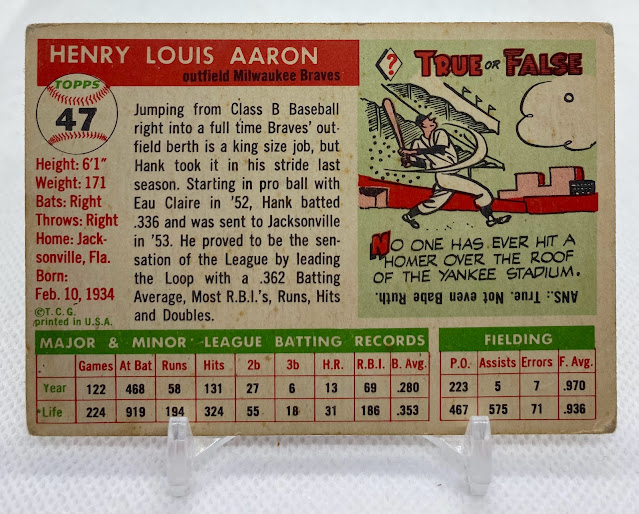 HENRY LOUIS AARON
outfield Milwaukee Braves
TOPPS
47
Height: 6'1"
Weight: 171
Bats: Right
Throws: Right
Home: Jack-
sonville, Fla.
Born:
Feb. 10, 1934
©T.C.G.
printed in U.S.A.
Jumping from Class B Baseball
right into a full time Braves' out-
field berth is a king size job, but
Hank took it in his stride last
season. Starting in pro ball with
Eau Claire in '52, Hank batted
.336 and was sent to Jacksonville
in '53. He proved to be the sen-
sation of the League by leading
the Loop with a .362 Batting
Average, Most R.B.I.'s, Runs, Hits
and Doubles.
?
TRUE OR FALSE
NO ONE HAS EVER HIT A
HOMER OVER THE ROOF
OF THE YANKEE STADIUM.
ANS.: True. Not even Babe Ruth.
MAJOR & MINOR LEAGUE BATTING RECORDS
Games At Bat Runs Hits 2b 3b H.R. R.B.I. B. Avg.
Year 122 468 58 131 27 6 13 69 .280
Life 224 919 194 324 55 18 31 186 .353
FIELDING
P.O. Assists Errors F. Avg.
223 5 7 .970
467 575 71 .936